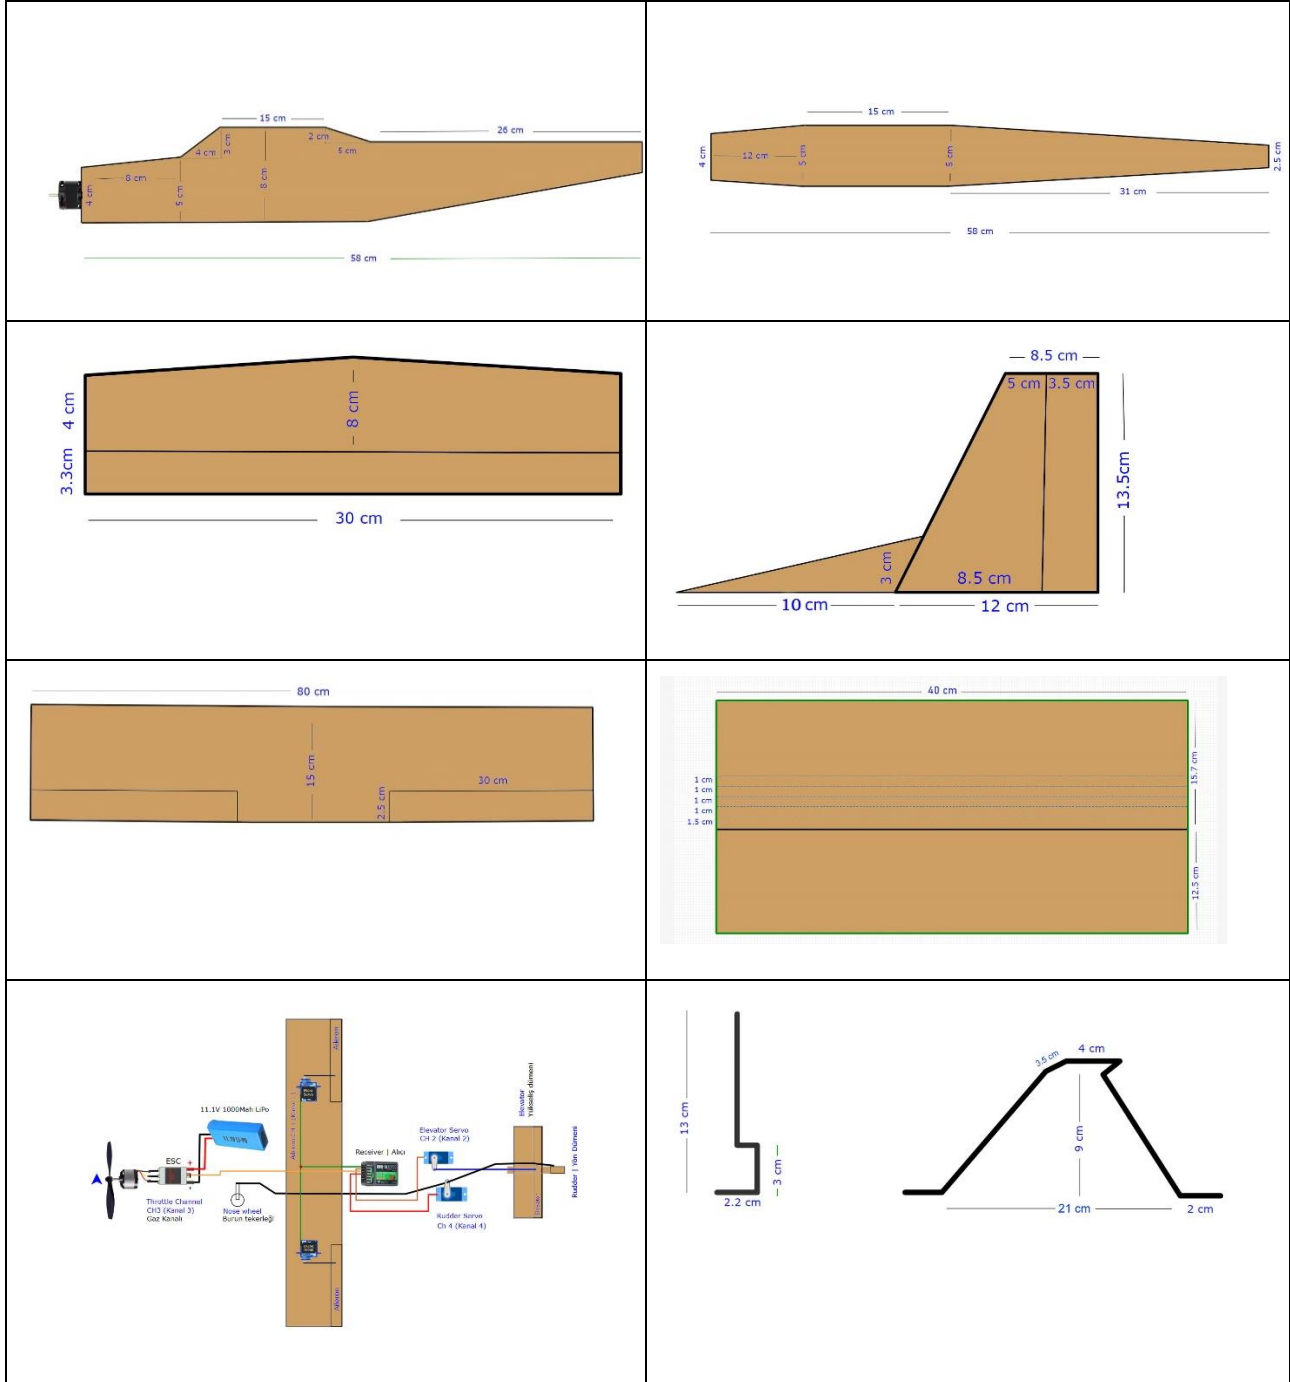 15 cm
26 cm
2 cm
3 cm
4 cm
5 cm
8 cm
4 cm
5 cm
8 cm
58 cm
15 cm
4 cm
12 cm
5 cm
5 cm
2.5 cm
31 cm
58 cm
4 cm
8 cm
3.3cm
30 cm
8.5 cm
5 cm
3.5 cm
13.5cm
3 cm
8.5 cm
10 cm
12 cm
80 cm
15 cm
30 cm
2.5 cm
40 cm
15.7 cm
1 cm
1 cm
1 cm
1 cm
1.5 cm
12.5 cm
Aileron
11.1V 1000Mah LiPo
ESC
Throttle Channel
CH3 (Kanal 3)
Gaz Kanalı
Nose wheel
Burun tekerleği
Receiver | Alıcı
Elevator Servo
CH 2 (Kanal 2)
Rudder Servo
Ch 4 (Kanal 4)
Elevator
Yükseliş dümeni
Elevator
Rudder | Yön Dümeni
Aileron
13 cm
3 cm
2.2 cm
3.5 cm
4 cm
9 cm
21 cm
2 cm